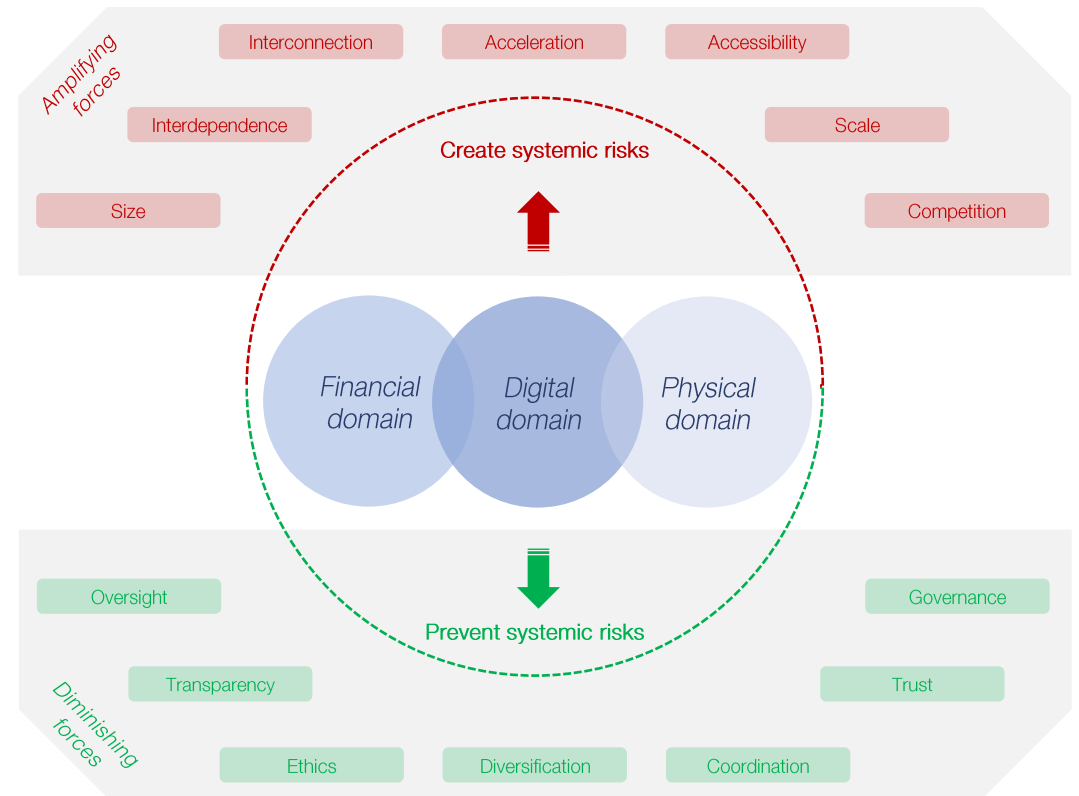 Amplifying
forces
Interconnection
Acceleration
Accessibility
Interdependence
Scale
Create systemic risks
Size
Competition
Financial
domain
Digital
domain
Physical
domain
Oversight
Governance
Prevent systemic risks
Transparency
Trust
Diminishing
forces
Ethics
Diversification
Coordination